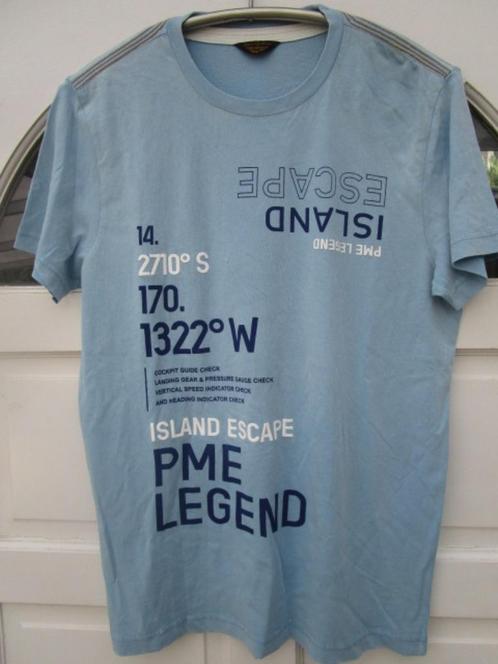 ESCAPE
ISLAND
PME LEGEND
14.
2710° S
170.
1322° W
COCKPIT GUIDE CHECK
LANDING GEAR & PRESSURE GAUGE CHECK
VERTICAL SPEED INDICATOR CHECK
AND HEADING INDICATOR CHECK
ISLAND ESCAPE
PME
LEGEND